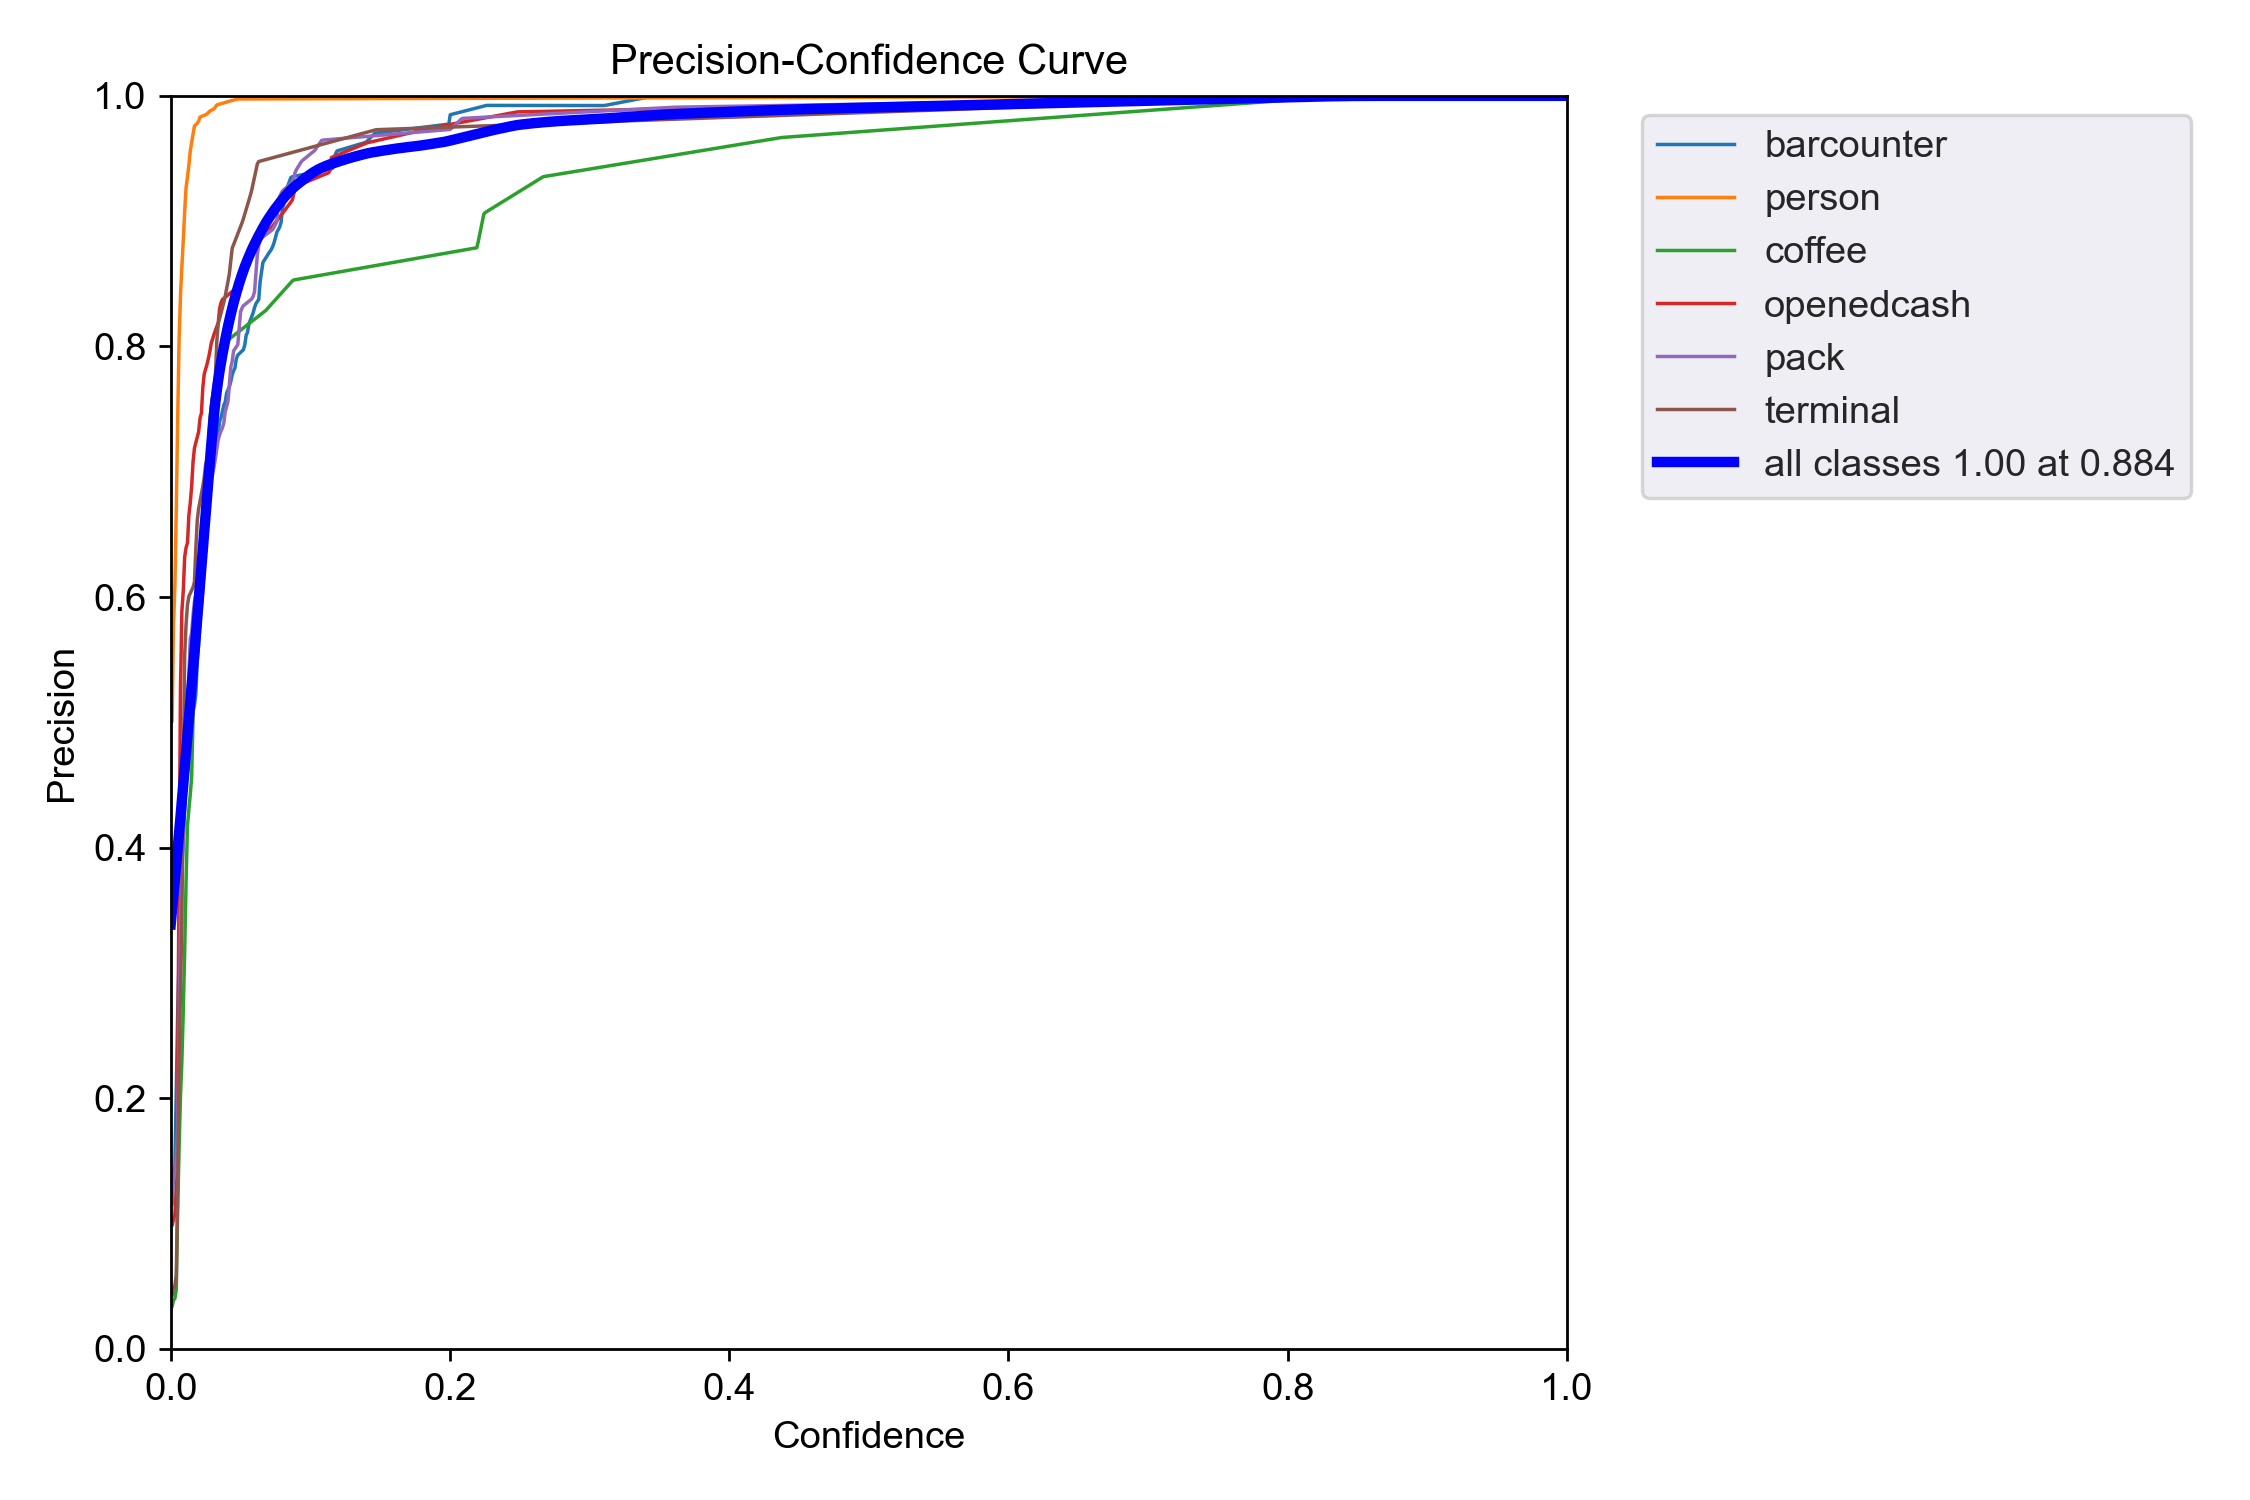 Precision-Confidence Curve
1.0
0.8
0.6
0.4
0.2
0.0
Precision
0.0 0.2 0.4 0.6 0.8 1.0
Confidence
barcounter
person
coffee
openedcash
pack
terminal
all classes 1.00 at 0.884